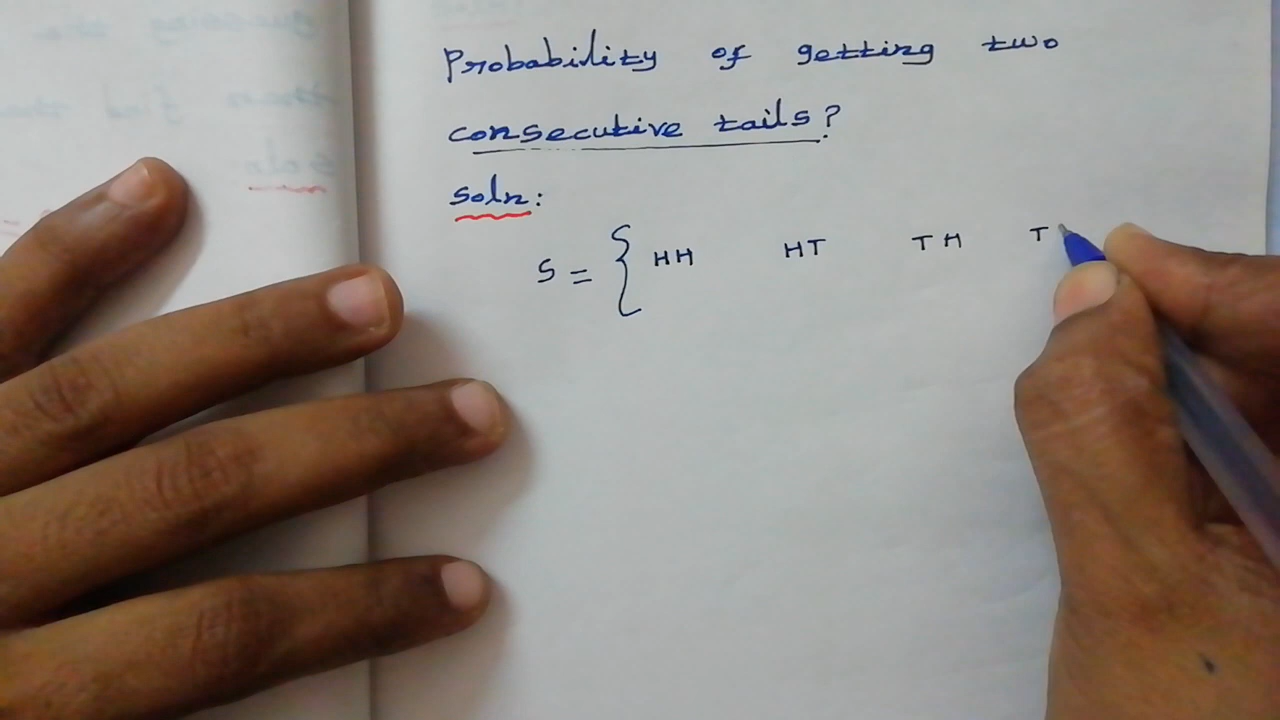 Probability of getting two
consecutive tails?
Soln:
S = { HH HT TH T